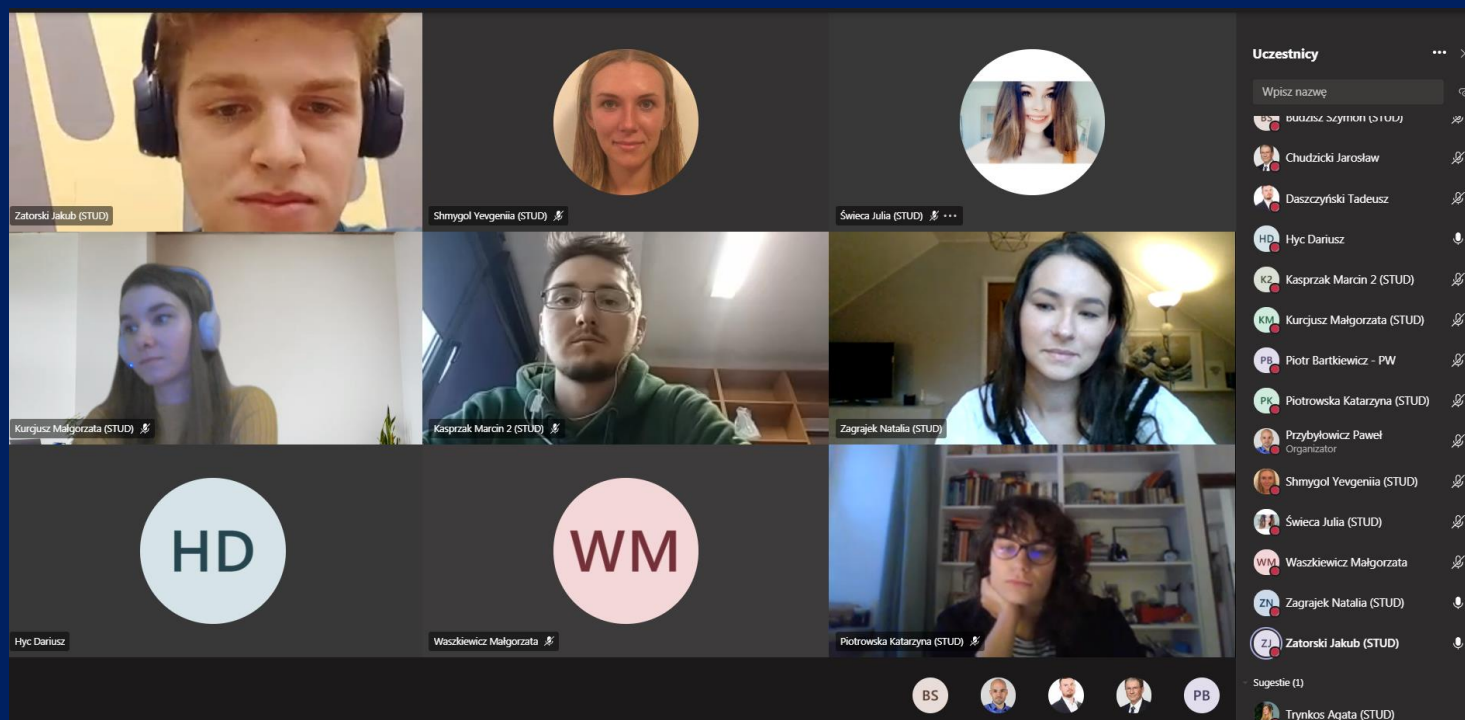 Zatorski Jakub (STUD)
Shmygol Yevgeniia (STUD)
Świeca Julia (STUD)
Kurcjusz Małgorzata (STUD)
Kasprzak Marcin 2 (STUD)
Zagrajek Natalia (STUD)
HD
Hyc Dariusz
WM
Waszkiewicz Małgorzata
Piotrowska Katarzyna (STUD)
BS
PB
Uczestnicy
Wpisz nazwę
BS Budzisz Szymon (STUD)
Chudzicki Jarosław
Daszczyński Tadeusz
HD Hyc Dariusz
K2 Kasprzak Marcin 2 (STUD)
KM Kurcjusz Małgorzata (STUD)
PB Piotr Bartkiewicz - PW
PK Piotrowska Katarzyna (STUD)
Przybyłowicz Paweł
Organizator
Shmygol Yevgeniia (STUD)
Świeca Julia (STUD)
WM Waszkiewicz Małgorzata
ZN Zagrajek Natalia (STUD)
ZJ Zatorski Jakub (STUD)
Sugestie (1)
Trynkos Agata (STUD)